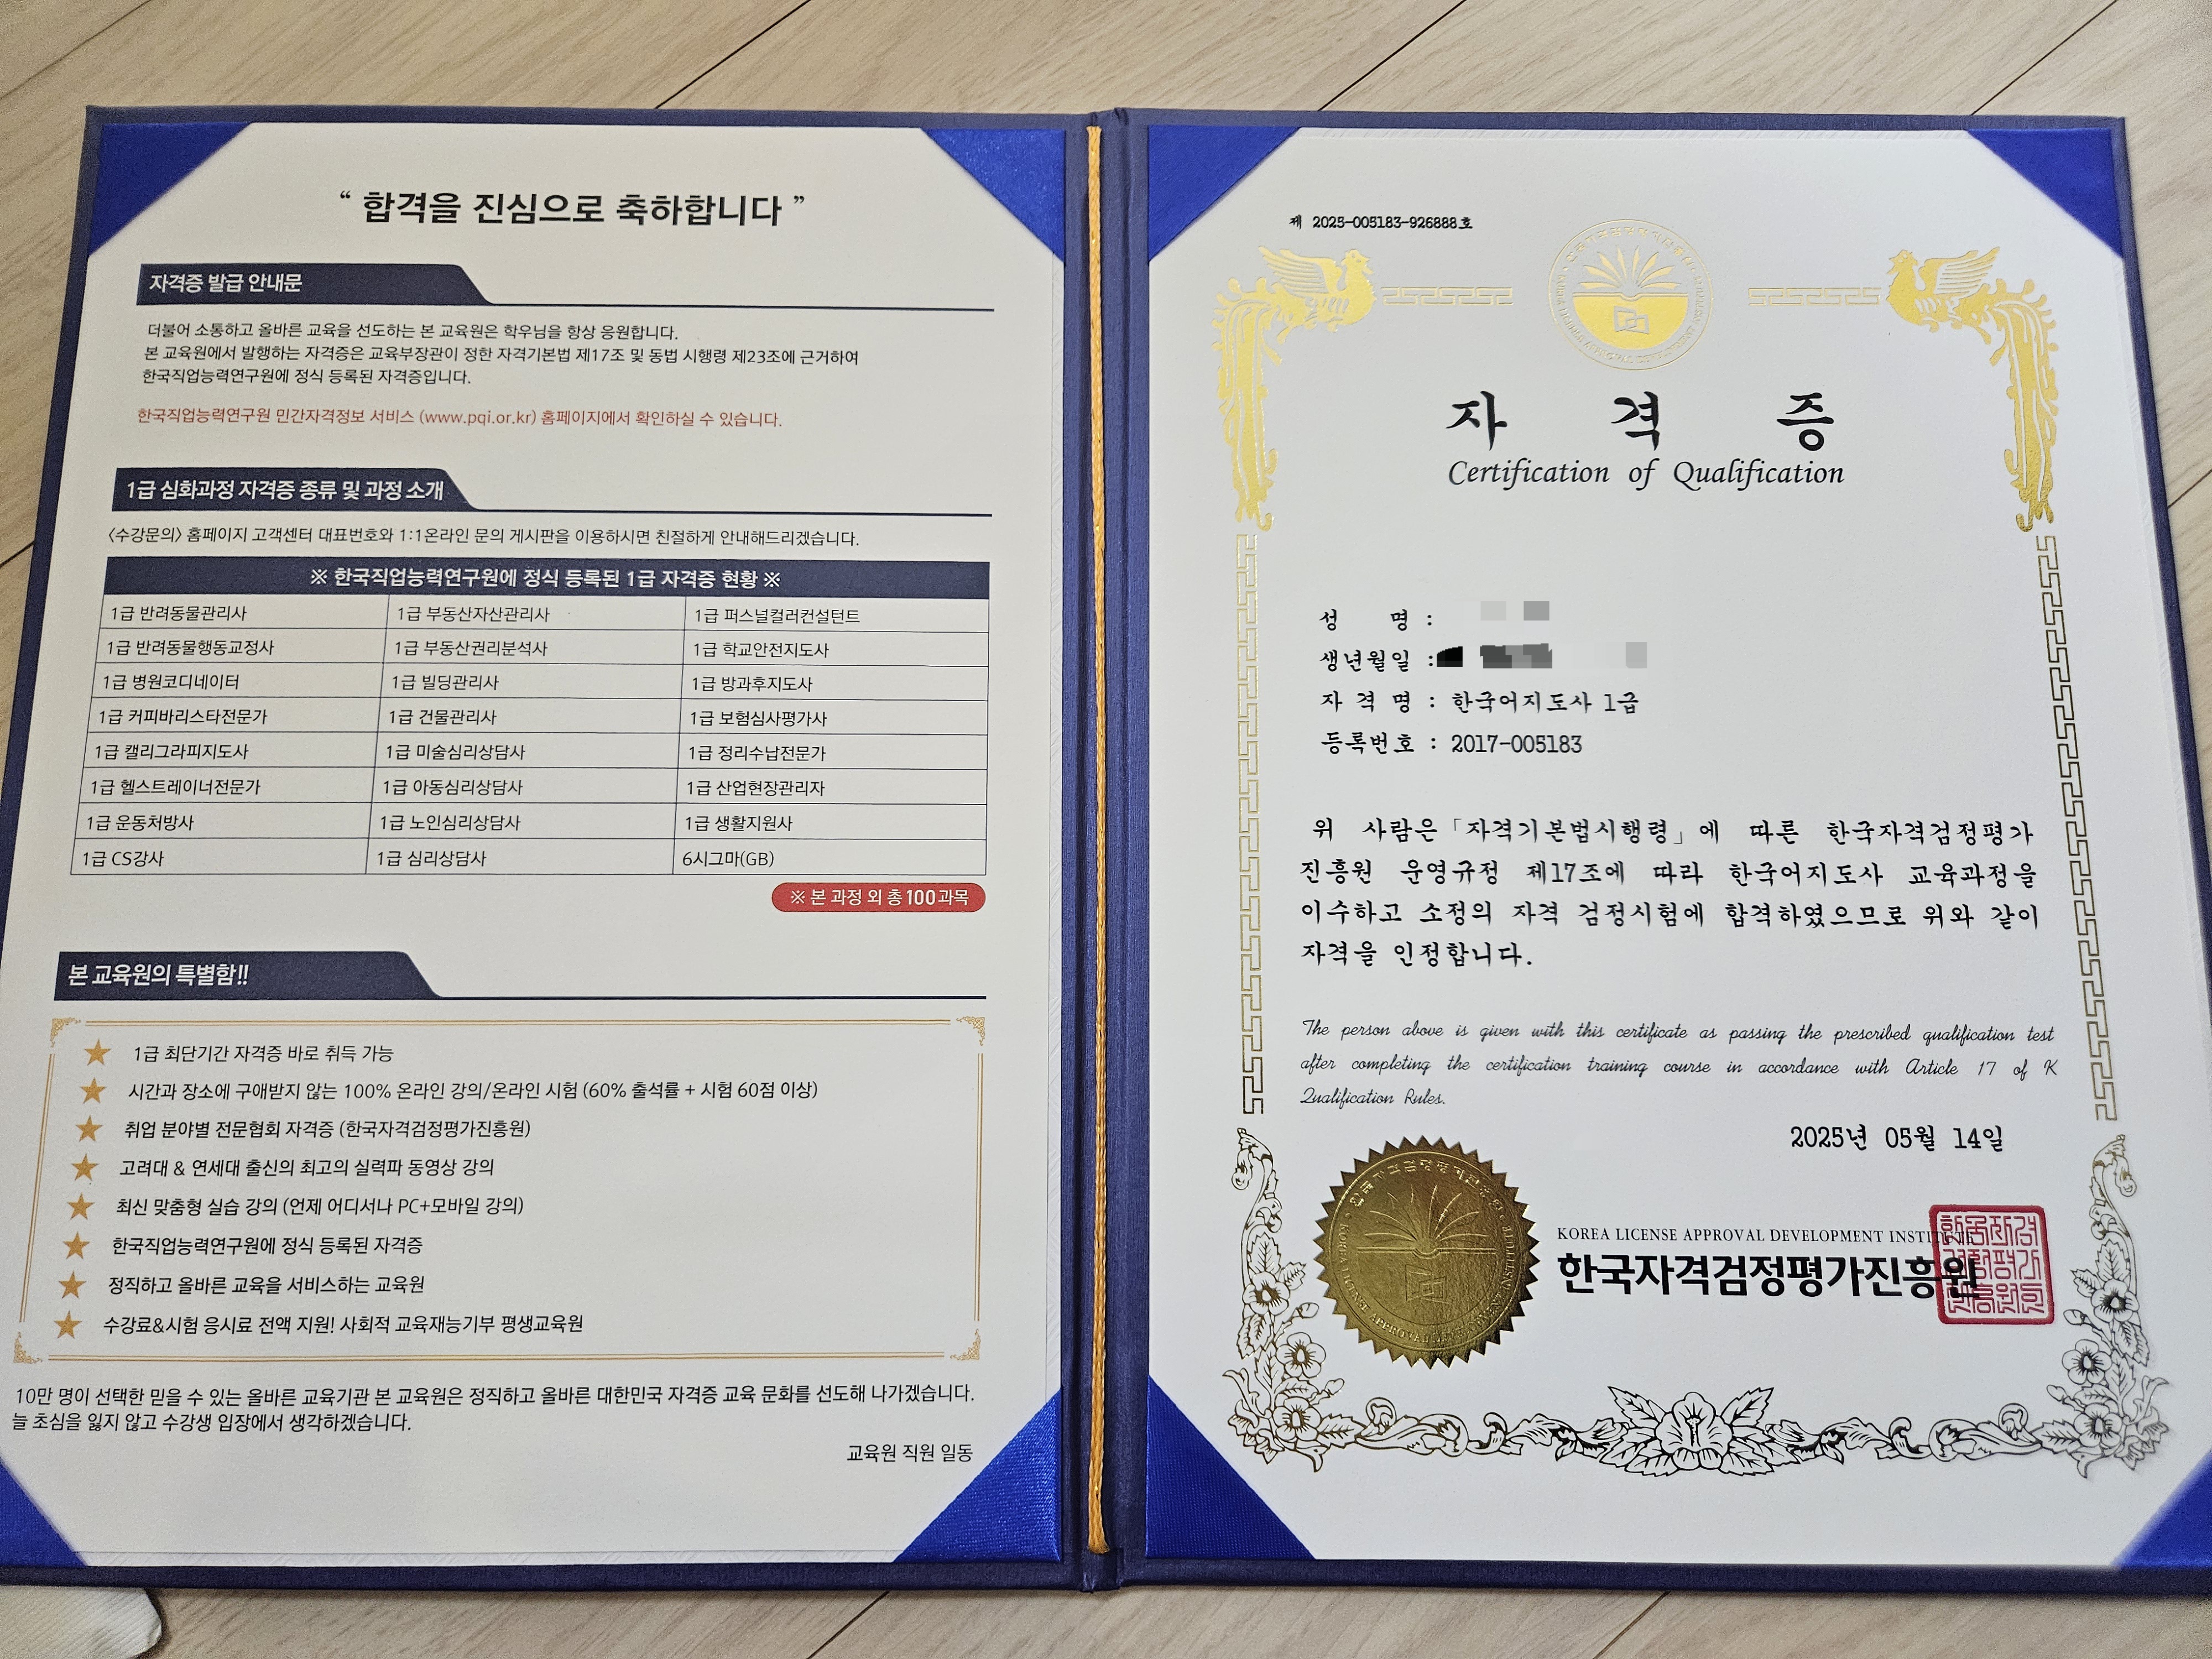 “ 합격을 진심으로 축하합니다 ”
자격증 발급 안내문
더불어 소통하고 올바른 교육을 선도하는 본 교육원은 학우님을 항상 응원합니다.
본 교육원에서 발행하는 자격증은 교육부장관이 정한 자격기본법 제17조 및 동법 시행령 제23조에 근거하여
한국직업능력연구원에 정식 등록된 자격증입니다.
한국직업능력연구원 민간자격정보 서비스 (www.pqi.or.kr) 홈페이지에서 확인하실 수 있습니다.
1급 심화과정 자격증 종류 및 과정 소개
<수강문의> 홈페이지 고객센터 대표번호와 1:1온라인 문의 게시판을 이용하시면 친절하게 안내해드리겠습니다.
※ 한국직업능력연구원에 정식 등록된 1급 자격증 현황 ※
1급 반려동물관리사 1급 부동산자산관리사 1급 퍼스널컬러컨설턴트
1급 반려동물행동교정사 1급 부동산권리분석사 1급 학교안전지도사
1급 병원코디네이터 1급 빌딩관리사 1급 방과후지도사
1급 커피바리스타전문가 1급 건물관리사 1급 보험심사평가사
1급 캘리그라피지도사 1급 미술심리상담사 1급 정리수납전문가
1급 헬스트레이너전문가 1급 아동심리상담사 1급 산업현장관리자
1급 운동처방사 1급 노인심리상담사 1급 생활지원사
1급 CS강사 1급 심리상담사 6시그마(GB)
※ 본 과정 외 총 100과목
본 교육원의 특별함!!
1급 최단기간 자격증 바로 취득 가능
시간과 장소에 구애받지 않는 100% 온라인 강의/온라인 시험 (60% 출석률 + 시험 60점 이상)
취업 분야별 전문협회 자격증 (한국자격검정평가진흥원)
고려대 & 연세대 출신의 최고의 실력파 동영상 강의
최신 맞춤형 실습 강의 (언제 어디서나 PC+모바일 강의)
한국직업능력연구원에 정식 등록된 자격증
정직하고 올바른 교육을 서비스하는 교육원
수강료&시험 응시료 전액 지원! 사회적 교육재능기부 평생교육원
10만 명이 선택한 믿을 수 있는 올바른 교육기관 본 교육원은 정직하고 올바른 대한민국 자격증 교육 문화를 선도해 나가겠습니다.
늘 초심을 잃지 않고 수강생 입장에서 생각하겠습니다.
교육원 직원 일동
제 2025-005183-926888호
자 격 증
Certification of Qualification
성 명 :
생년월일 :
자 격 명 : 한국어지도사 1급
등록번호 : 2017-005183
위 사람은 「자격기본법시행령」에 따른 한국자격검정평가
진흥원 운영규정 제17조에 따라 한국어지도사 교육과정을
이수하고 소정의 자격 검정시험에 합격하였으므로 위와 같이
자격을 인정합니다.
The person above is given with this certificate as passing the prescribed qualification test
after completing the certification training course in accordance with Article 17 of K
Qualification Rules.
2025년 05월 14일
KOREA LICENSE APPROVAL DEVELOPMENT INSTITUTE
한국자격검정평가진흥원